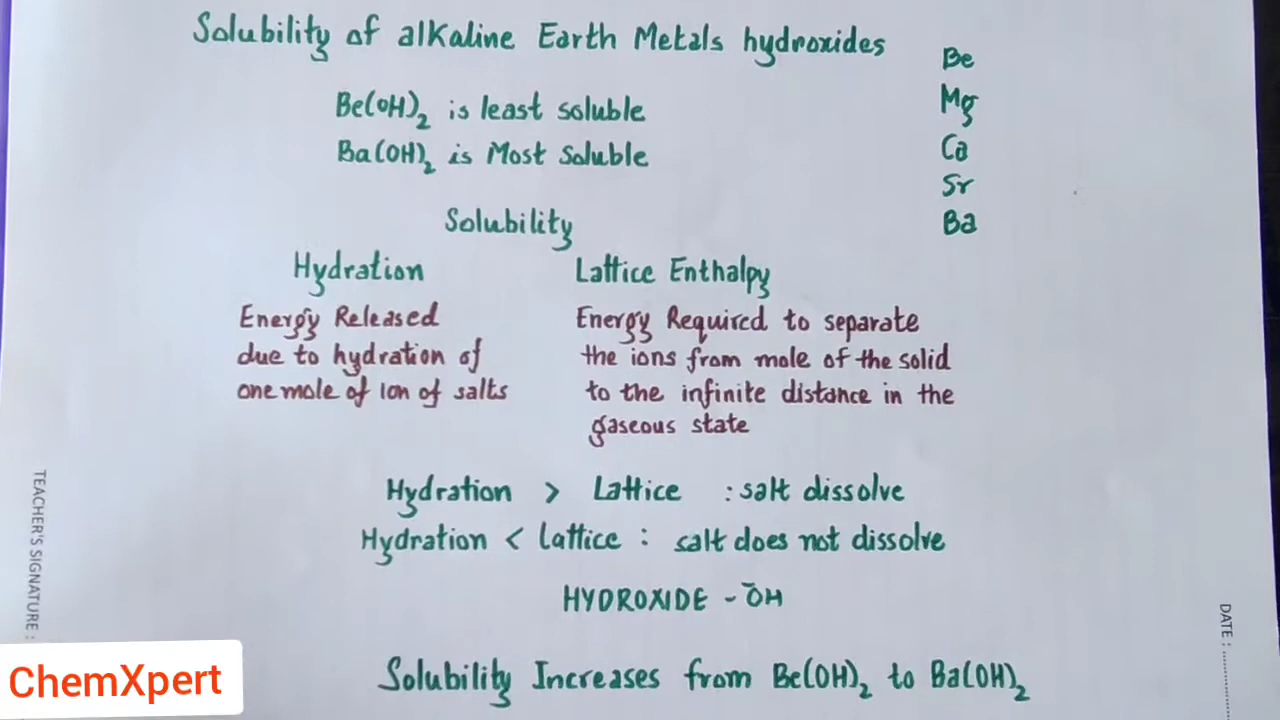 Solubility of alkaline Earth Metals hydroxides
Be
Mg
Ca
Sr
Ba
Be(OH)₂ is least soluble
Ba(OH)₂ is Most Soluble
Solubility
Hydration
Energy Released
due to hydration of
one mole of Ion of salts
Lattice Enthalpy
Energy Required to separate
the ions from mole of the solid
to the infinite distance in the
gaseous state
Hydration > Lattice : salt dissolve
Hydration < lattice : salt does not dissolve
HYDROXIDE - ŌH
Solubility Increases from Be(OH)₂ to Ba(OH)₂
TEACHER'S SIGNATURE :
DATE : ..............
ChemXpert